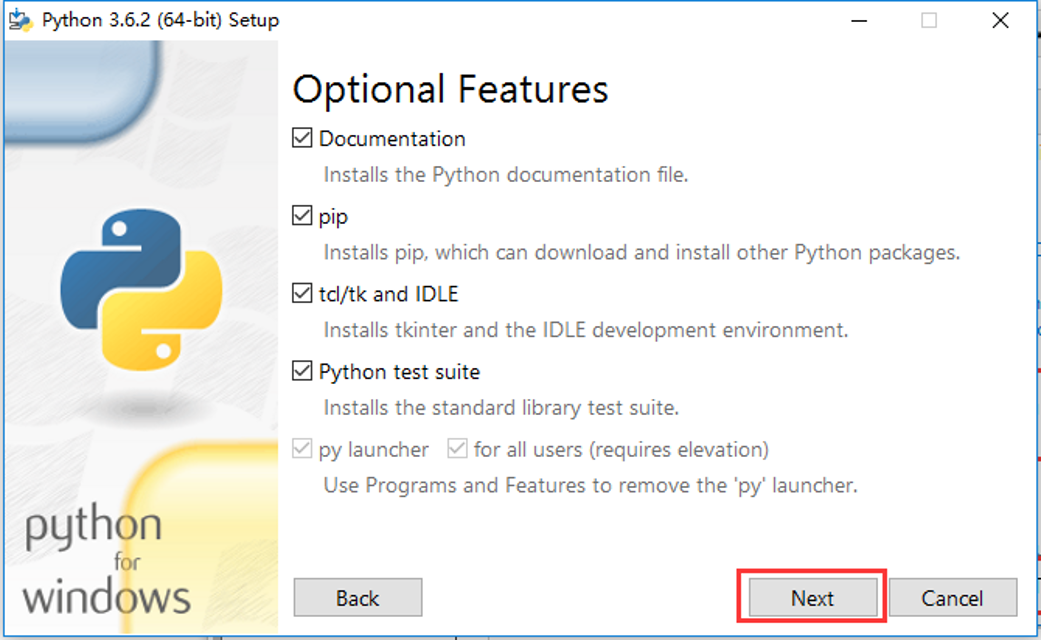 Python 3.6.2 (64-bit) Setup
Optional Features
Documentation
Installs the Python documentation file.
pip
Installs pip, which can download and install other Python packages.
tcl/tk and IDLE
Installs tkinter and the IDLE development environment.
Python test suite
Installs the standard library test suite.
py launcher for all users (requires elevation)
Use Programs and Features to remove the 'py' launcher.
python
for
windows
Back Next Cancel